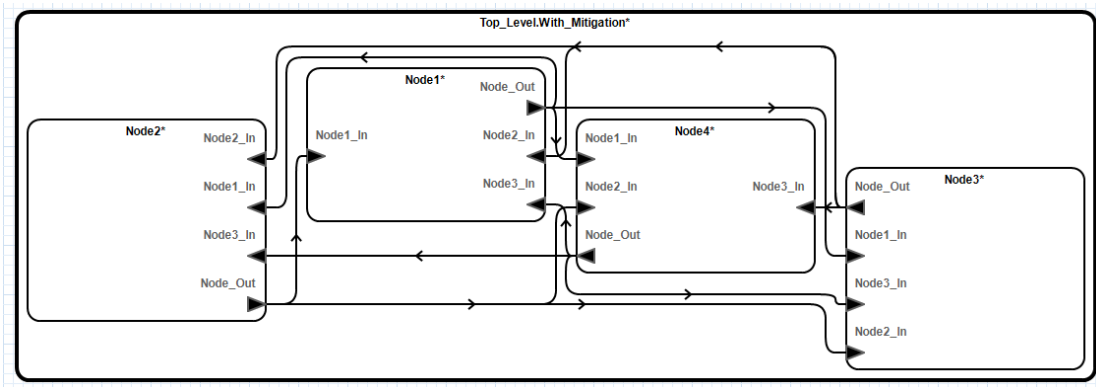 Top_Level.With_Mitigation*
Node2*
Node2_In
Node1_In
Node3_In
Node_Out
Node1*
Node_Out
Node1_In
Node2_In
Node3_In
Node4*
Node1_In
Node2_In
Node3_In
Node_Out
Node3*
Node_Out
Node1_In
Node3_In
Node2_In